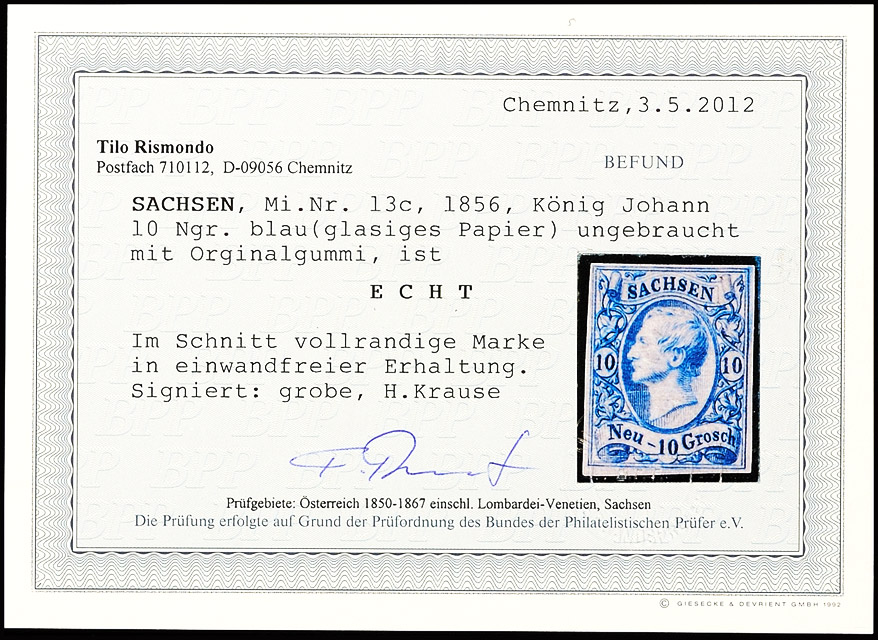 Chemnitz,3.5.2012
Tilo Rismondo
Postfach 710112, D-09056 Chemnitz
BEFUND
SACHSEN, Mi.Nr. 13c, 1856, König Johann
10 Ngr. blau(glasiges Papier) ungebraucht
mit Orginalgummi, ist
E C H T
Im Schnitt vollrandige Marke
in einwandfreier Erhaltung.
Signiert: grobe, H.Krause
SACHSEN
10 10
Neu - 10 Grosch
Prüfgebiete: Österreich 1850-1867 einschl. Lombardei-Venetien, Sachsen
Die Prüfung erfolgte auf Grund der Prüfordnung des Bundes der Philatelistischen Prüfer e.V.
© GIESECKE & DEVRIENT GMBH 1992